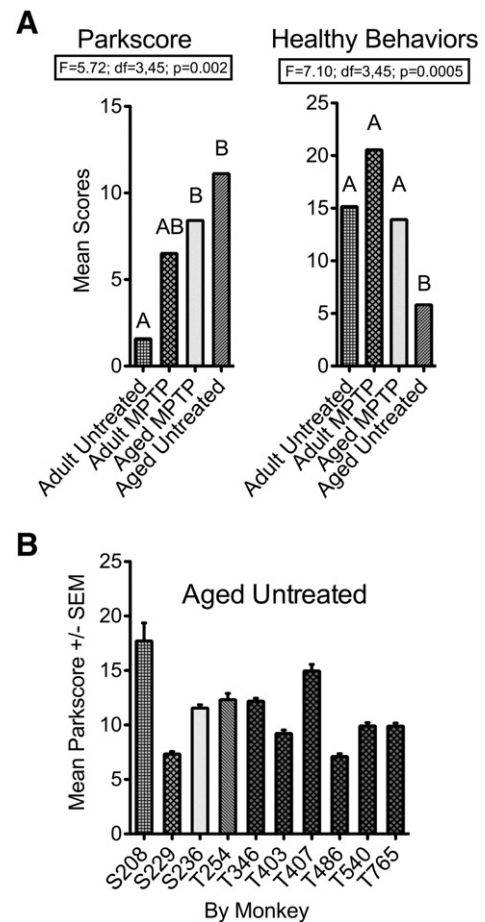 A
Parkscore
F=5.72; df=3,45; p=0.002
Mean Scores
15
10
5
0
A
AB
B
B
Adult Untreated
Adult MPTP
Aged MPTP
Aged Untreated
Healthy Behaviors
F=7.10; df=3,45; p=0.0005
25
20
15
10
5
0
A
A
A
B
Adult Untreated
Adult MPTP
Aged MPTP
Aged Untreated
B
Aged Untreated
Mean Parkscore +/- SEM
25
20
15
10
5
0
S208
S229
S236
T254
T346
T403
T407
T486
T540
T765
By Monkey